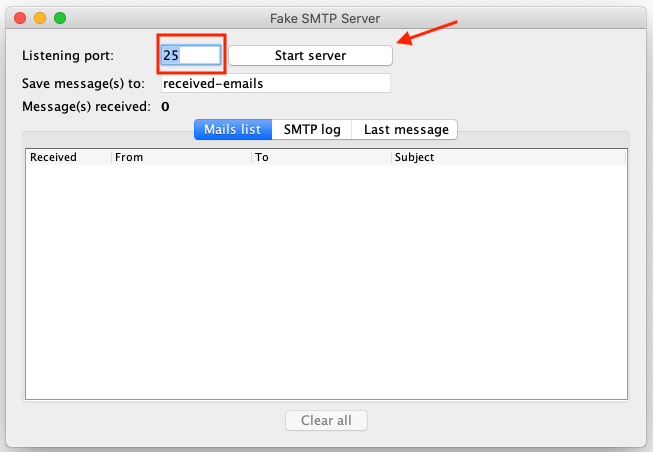 Fake SMTP Server
Listening port: 25 Start server
Save message(s) to: received-emails
Message(s) received: 0
Mails list SMTP log Last message
Received From To Subject
Clear all